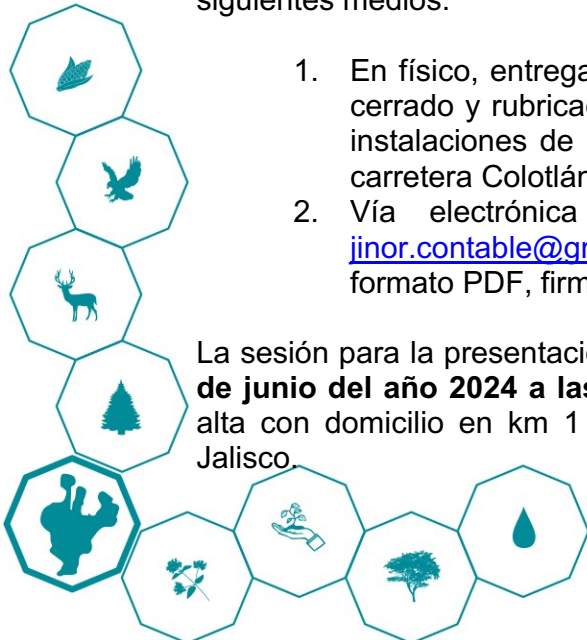 siguientes medios:
1. En físico, entrega
cerrado y rubrica
instalaciones de
carretera Colotlán
2. Vía electrónica
jinor.contable@g
formato PDF, firm
La sesión para la presentaci
de junio del año 2024 a las
alta con domicilio en km 1
Jalisco.